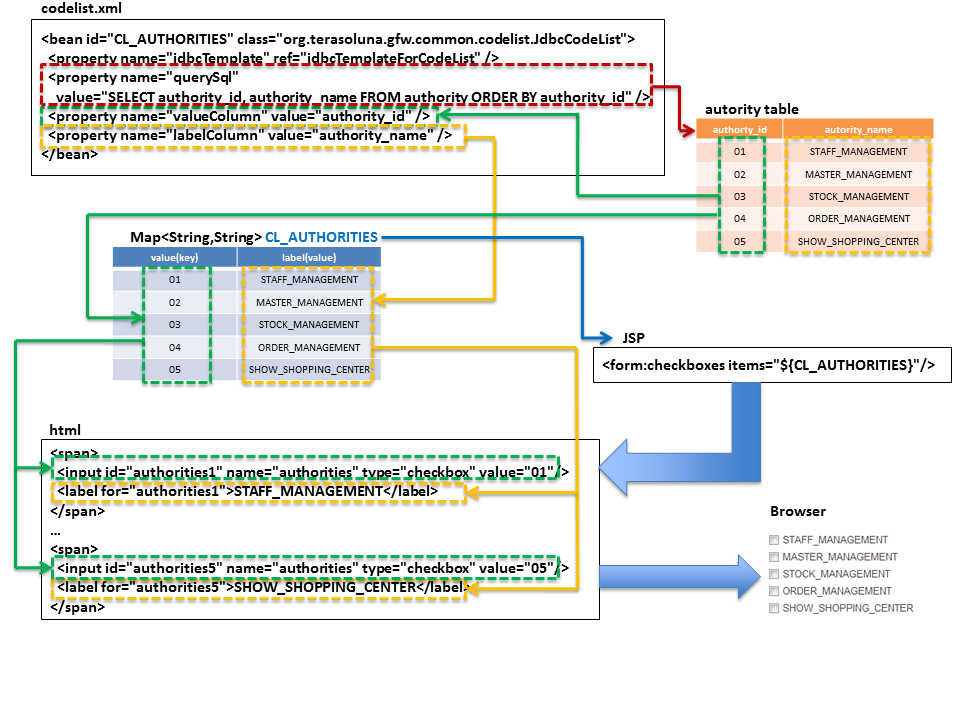 codelist.xml
<bean id="CL_AUTHORITIES" class="org.terasoluna.gfw.common.codelist.JdbcCodeList">
<property name="jdbcTemplate" ref="jdbcTemplateForCodeList" />
<property name="querySql"
value="SELECT authority_id, authority_name FROM authority ORDER BY authority_id" />
<property name="valueColumn" value="authority_id" />
<property name="labelColumn" value="authority_name" />
</bean>
autority table
authorty_id autority_name
01 STAFF_MANAGEMENT
02 MASTER_MANAGEMENT
03 STOCK_MANAGEMENT
04 ORDER_MANAGEMENT
05 SHOW_SHOPPING_CENTER
Map<String,String> CL_AUTHORITIES
value(key) label(value)
01 STAFF_MANAGEMENT
02 MASTER_MANAGEMENT
03 STOCK_MANAGEMENT
04 ORDER_MANAGEMENT
05 SHOW_SHOPPING_CENTER
JSP
<form:checkboxes items="${CL_AUTHORITIES}"/>
html
<span>
<input id="authorities1" name="authorities" type="checkbox" value="01"/>
<label for="authorities1">STAFF_MANAGEMENT</label>
</span>
…
<span>
<input id="authorities5" name="authorities" type="checkbox" value="05"/>
<label for="authorities5">SHOW_SHOPPING_CENTER</label>
</span>
Browser
STAFF_MANAGEMENT
MASTER_MANAGEMENT
STOCK_MANAGEMENT
ORDER_MANAGEMENT
SHOW_SHOPPING_CENTER